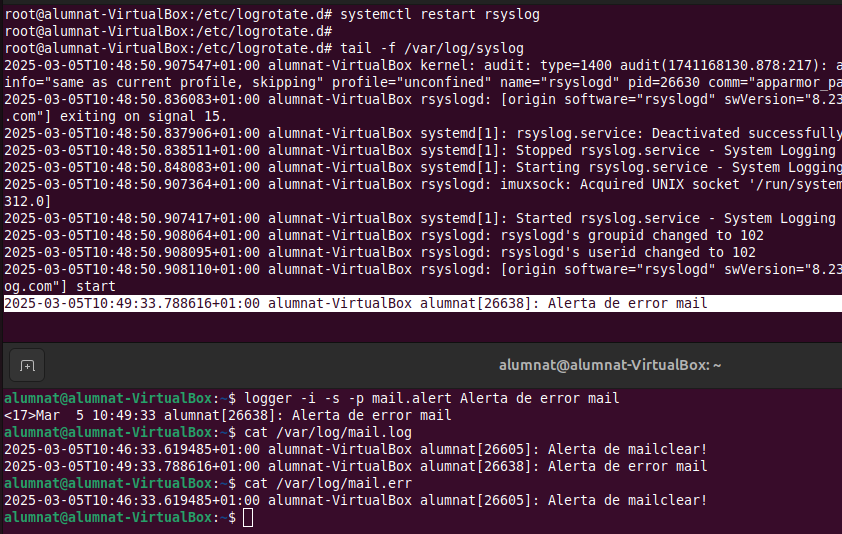 root@alumnat-VirtualBox:/etc/logrotate.d# systemctl restart rsyslog
root@alumnat-VirtualBox:/etc/logrotate.d#
root@alumnat-VirtualBox:/etc/logrotate.d# tail -f /var/log/syslog
2025-03-05T10:48:50.907547+01:00 alumnat-VirtualBox kernel: audit: type=1400 audit(1741168130.878:217): a
info="same as current profile, skipping" profile="unconfined" name="rsyslogd" pid=26630 comm="apparmor_pa
2025-03-05T10:48:50.836083+01:00 alumnat-VirtualBox rsyslogd: [origin software="rsyslogd" swVersion="8.23
.com"] exiting on signal 15.
2025-03-05T10:48:50.837906+01:00 alumnat-VirtualBox systemd[1]: rsyslog.service: Deactivated successfully
2025-03-05T10:48:50.838511+01:00 alumnat-VirtualBox systemd[1]: Stopped rsyslog.service - System Logging
2025-03-05T10:48:50.848083+01:00 alumnat-VirtualBox systemd[1]: Starting rsyslog.service - System Logging
2025-03-05T10:48:50.907364+01:00 alumnat-VirtualBox rsyslogd: imuxsock: Acquired UNIX socket '/run/system
312.0]
2025-03-05T10:48:50.907417+01:00 alumnat-VirtualBox systemd[1]: Started rsyslog.service - System Logging
2025-03-05T10:48:50.908064+01:00 alumnat-VirtualBox rsyslogd: rsyslogd's groupid changed to 102
2025-03-05T10:48:50.908095+01:00 alumnat-VirtualBox rsyslogd: rsyslogd's userid changed to 102
2025-03-05T10:48:50.908110+01:00 alumnat-VirtualBox rsyslogd: [origin software="rsyslogd" swVersion="8.23
og.com"] start
2025-03-05T10:49:33.788616+01:00 alumnat-VirtualBox alumnat[26638]: Alerta de error mail
alumnat@alumnat-VirtualBox: ~
alumnat@alumnat-VirtualBox:~$ logger -i -s -p mail.alert Alerta de error mail
<17>Mar  5 10:49:33 alumnat[26638]: Alerta de error mail
alumnat@alumnat-VirtualBox:~$ cat /var/log/mail.log
2025-03-05T10:46:33.619485+01:00 alumnat-VirtualBox alumnat[26605]: Alerta de mailclear!
2025-03-05T10:49:33.788616+01:00 alumnat-VirtualBox alumnat[26638]: Alerta de error mail
alumnat@alumnat-VirtualBox:~$ cat /var/log/mail.err
2025-03-05T10:46:33.619485+01:00 alumnat-VirtualBox alumnat[26605]: Alerta de mailclear!
alumnat@alumnat-VirtualBox:~$